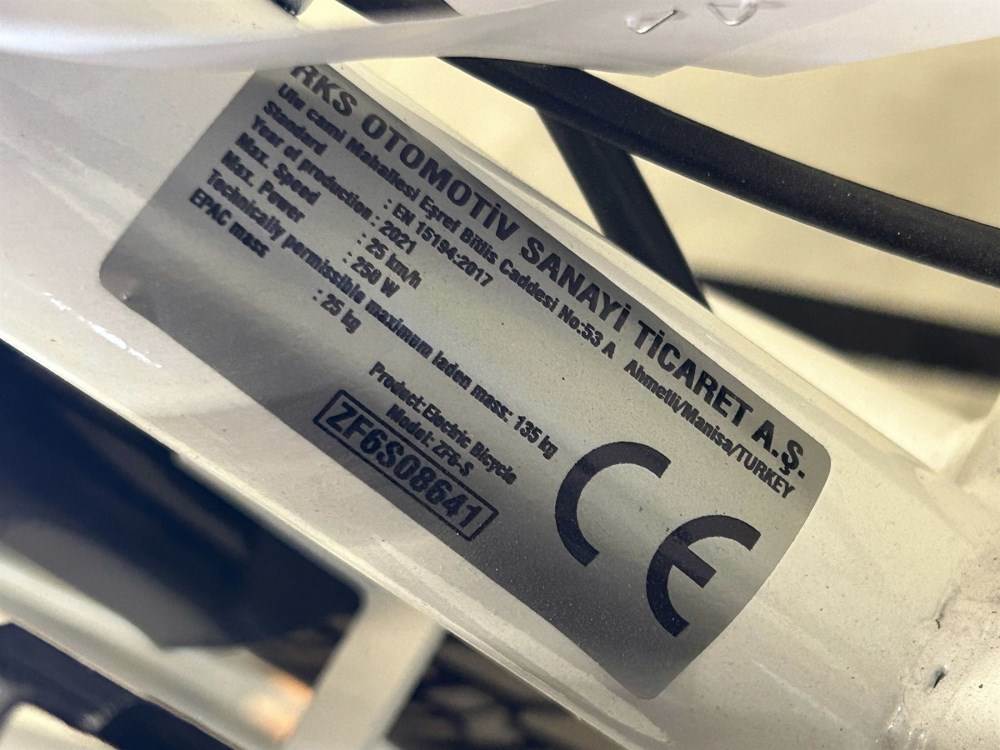 RKS OTOMOTİV SANAYİ TİCARET A.Ş.
Ulu cami Mahallesi Eşref Bitlis Caddesi No:53 A Ahmetli/Manisa/TURKEY
Standard : EN 15194:2017
Year of production : 2021
Max. Speed : 25 km/h
Max. Power : 250 W
Technically permissible maximum laden mass: 135 kg
EPAC mass : 25 kg
Product: Electric Bicycle
Model: ZF6-S
ZF6S08641
CE